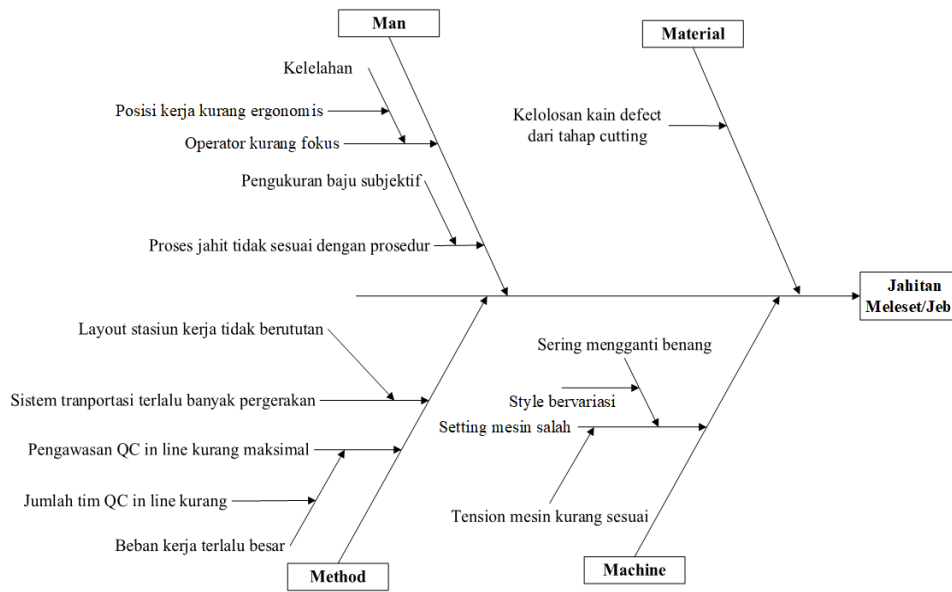 Man
Material
Kelelahan
Posisi kerja kurang ergonomis
Operator kurang fokus
Kelolosan kain defect
dari tahap cutting
Pengukuran baju subjektif
Proses jahit tidak sesuai dengan prosedur
Jahitan
Meleset/Jeb
Layout stasiun kerja tidak berututan
Sering mengganti benang
Sistem tranportasi terlalu banyak pergerakan
Style bervariasi
Setting mesin salah
Pengawasan QC in line kurang maksimal
Jumlah tim QC in line kurang
Tension mesin kurang sesuai
Beban kerja terlalu besar
Method
Machine